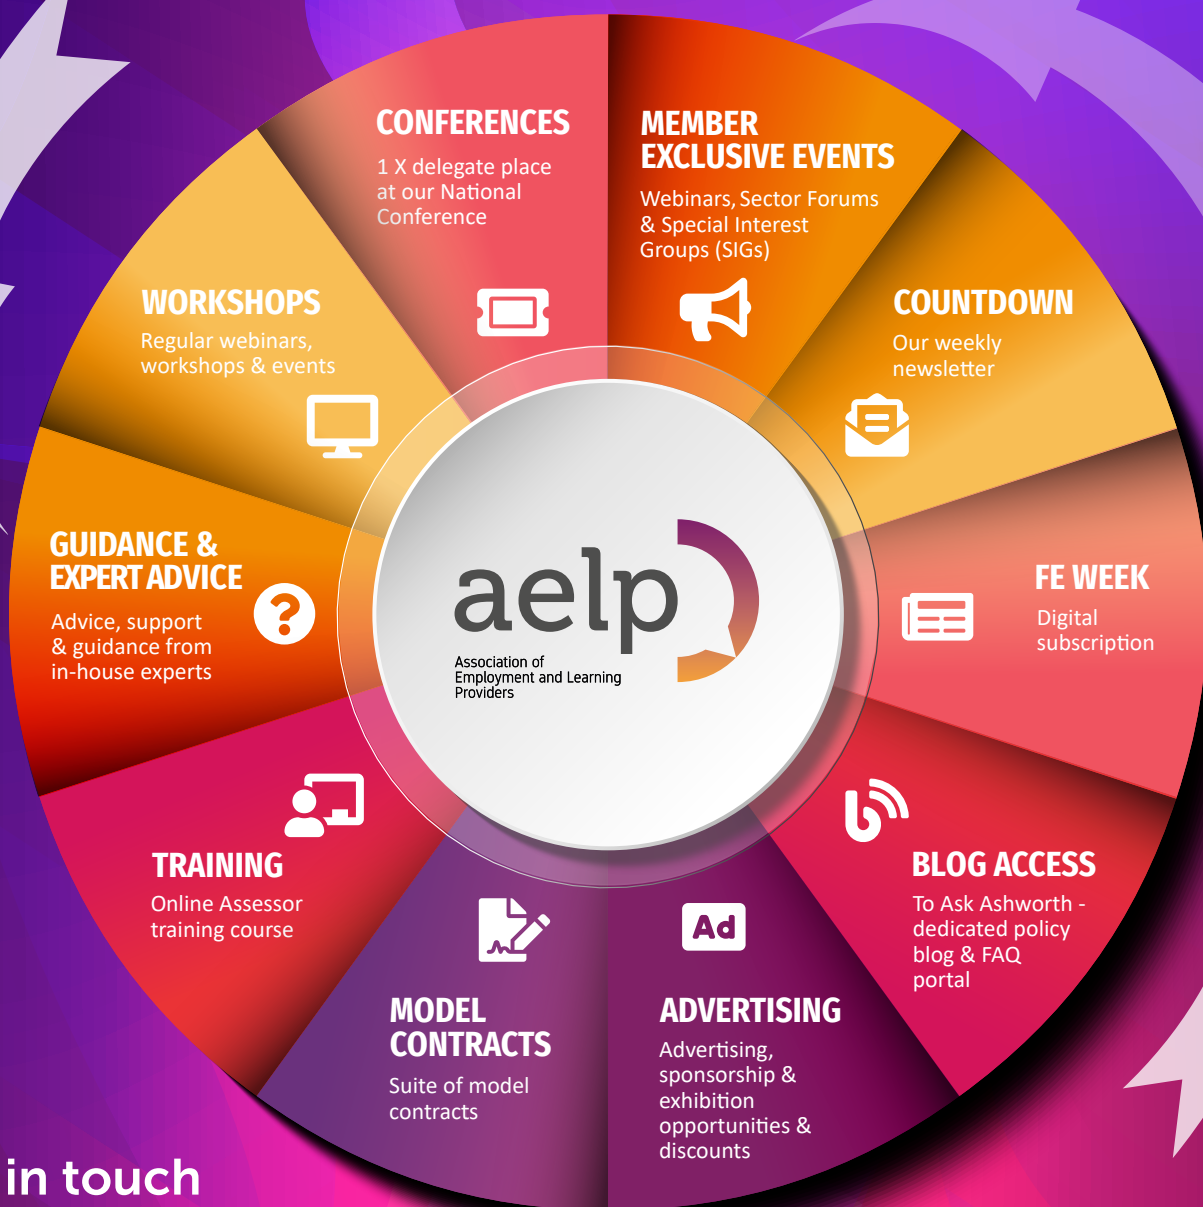 CONFERENCES
1 X delegate place
at our National
Conference
MEMBER
EXCLUSIVE EVENTS
Webinars, Sector Forums
& Special Interest
Groups (SIGs)
COUNTDOWN
Our weekly
newsletter
FE WEEK
Digital
subscription
BLOG ACCESS
To Ask Ashworth -
dedicated policy
blog & FAQ
portal
Ad
ADVERTISING
Advertising,
sponsorship &
exhibition
opportunities &
discounts
MODEL
CONTRACTS
Suite of model
contracts
TRAINING
Online Assessor
training course
GUIDANCE &
EXPERT ADVICE
Advice, support
& guidance from
in-house experts
?
WORKSHOPS
Regular webinars,
workshops & events
aelp
Association of
Employment and Learning
Providers
in touch